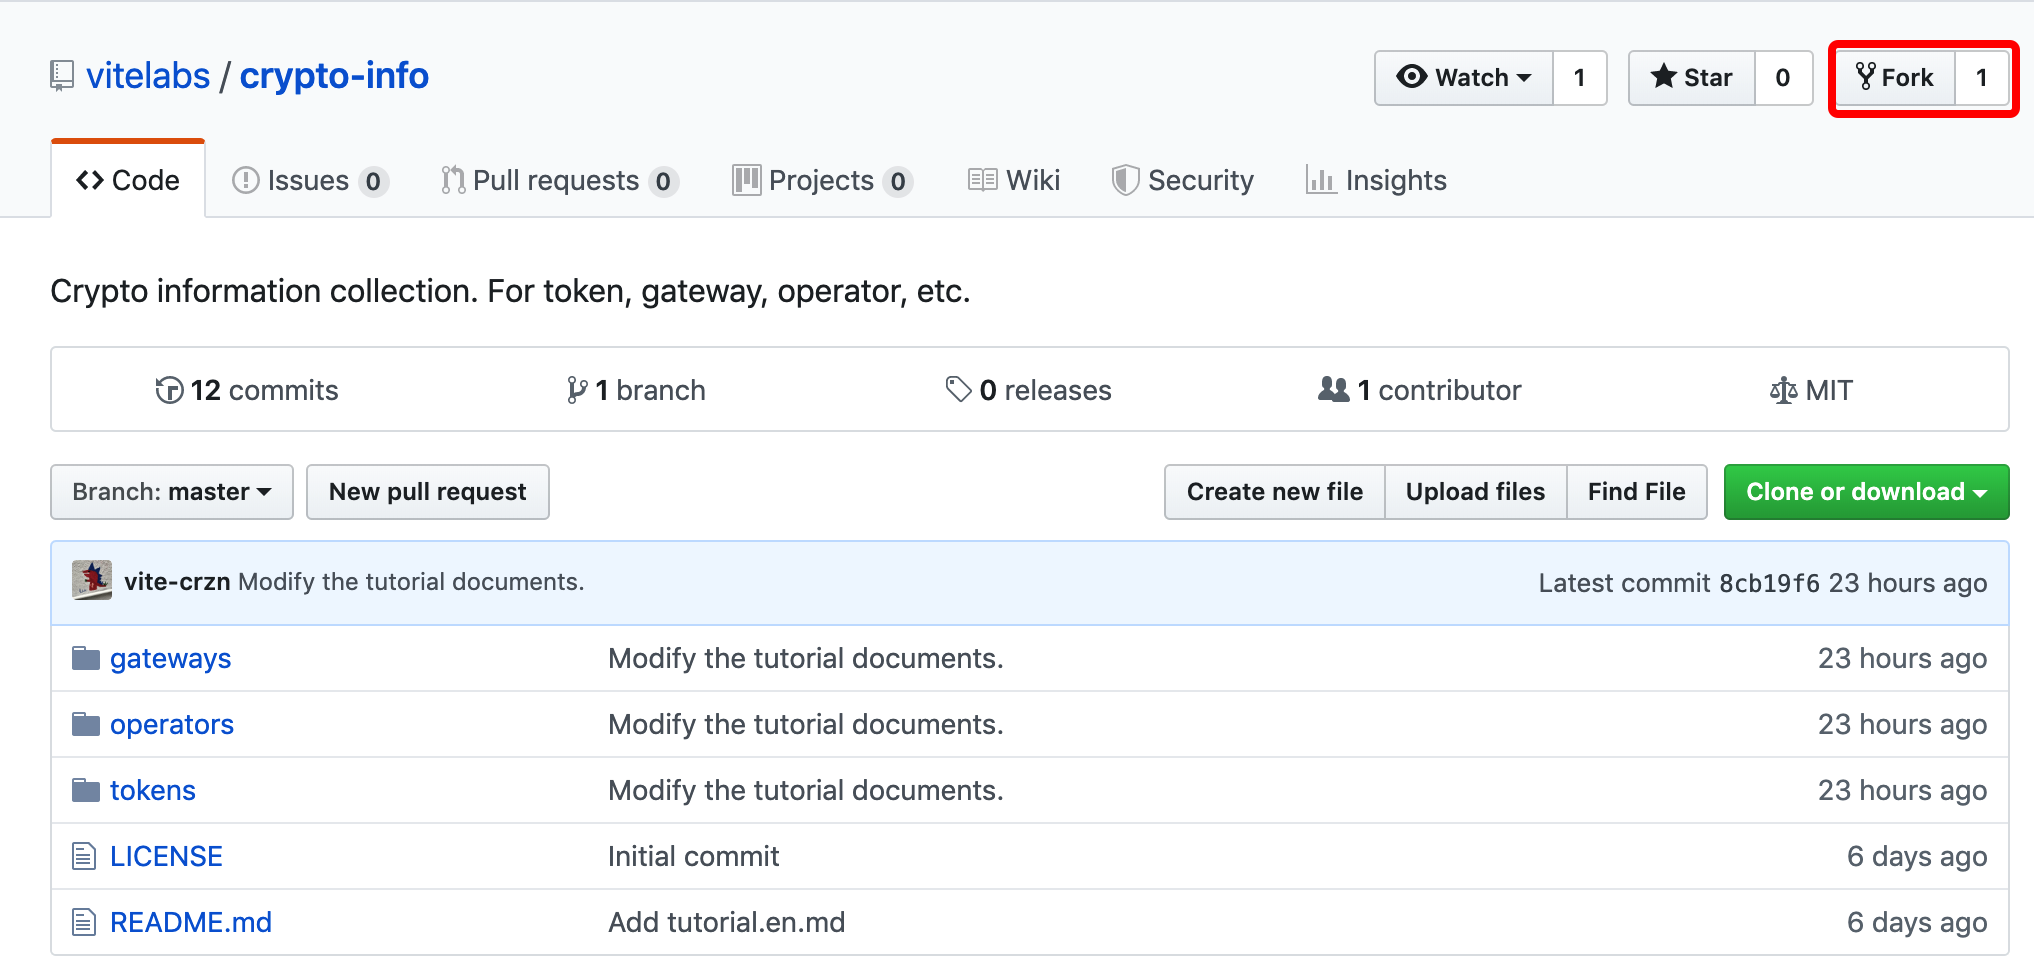 vitelabs / crypto-info Watch 1 Star 0 Fork 1
Code Issues 0 Pull requests 0 Projects 0 Wiki Security Insights
Crypto information collection. For token, gateway, operator, etc.
12 commits 1 branch 0 releases 1 contributor MIT
Branch: master New pull request Create new file Upload files Find File Clone or download
vite-crzn Modify the tutorial documents. Latest commit 8cb19f6 23 hours ago
gateways Modify the tutorial documents. 23 hours ago
operators Modify the tutorial documents. 23 hours ago
tokens Modify the tutorial documents. 23 hours ago
LICENSE Initial commit 6 days ago
README.md Add tutorial.en.md 6 days ago